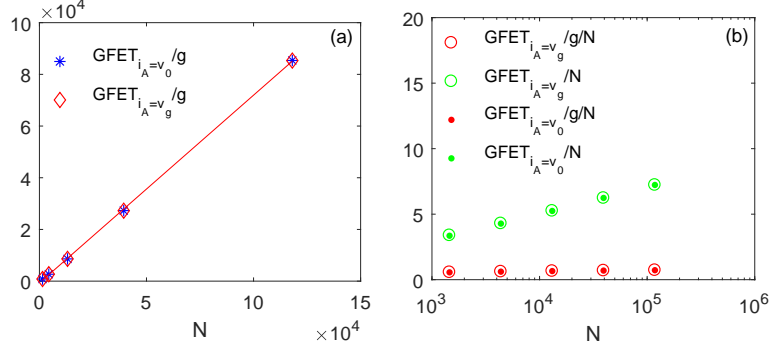 10 × 10⁴
(a)
GFET_{i_A=v_0}/g
GFET_{i_A=v_g}/g
8
6
4
2
0
0 5 10 15
N × 10⁴
20
(b)
GFET_{i_A=v_g}/g/N
GFET_{i_A=v_g}/N
GFET_{i_A=v_0}/g/N
GFET_{i_A=v_0}/N
15
10
5
0
10³ 10⁴ 10⁵ 10⁶
N